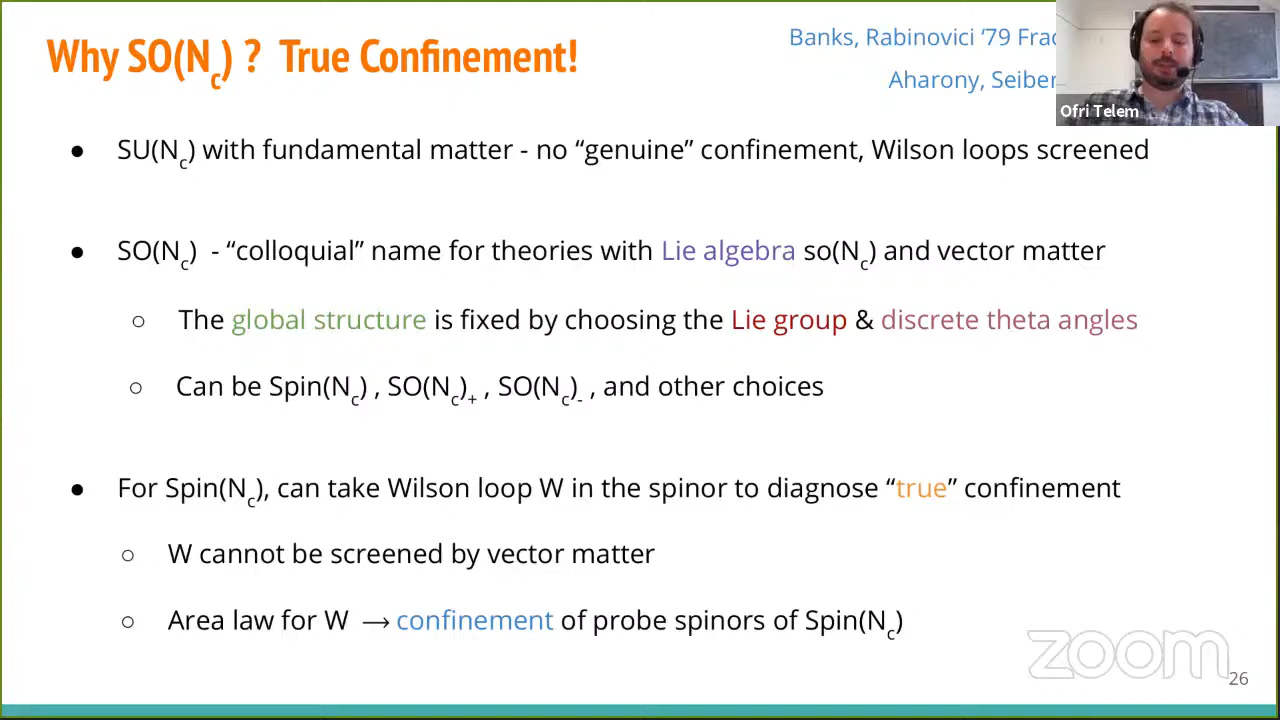 Why SO(N_c) ? True Confinement!
Banks, Rabinovici '79
Aharony,
Ofri Telem
● SU(N_c) with fundamental matter - no “genuine” confinement, Wilson loops screened
● SO(N_c) - “colloquial” name for theories with Lie algebra so(N_c) and vector matter
○ The global structure is fixed by choosing the Lie group & discrete theta angles
○ Can be Spin(N_c) , SO(N_c)_+ , SO(N_c)_- , and other choices
● For Spin(N_c), can take Wilson loop W in the spinor to diagnose “true” confinement
○ W cannot be screened by vector matter
○ Area law for W → confinement of probe spinors of Spin(N_c)
zoom
26